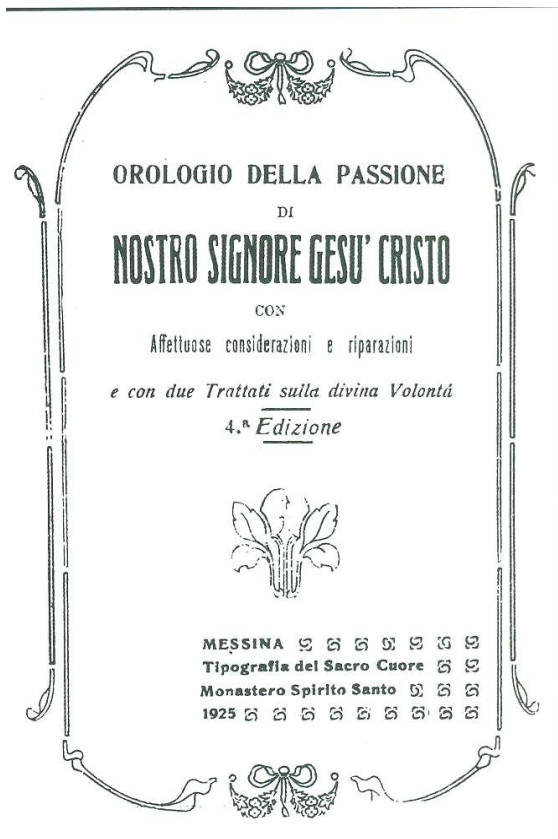 OROLOGIO DELLA PASSIONE
DI
NOSTRO SIGNORE GESU' CRISTO
CON
Affettuose considerazioni e riparazioni
e con due Trattati sulla divina Volontá
4.ª Edizione
MESSINA
Tipografia del Sacro Cuore
Monastero Spirito Santo
1925